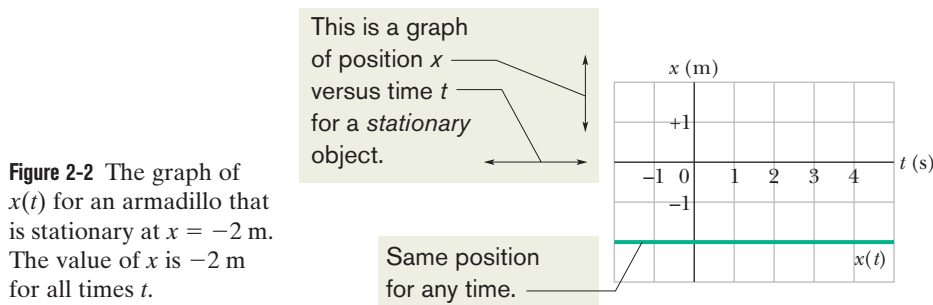 This is a graph
of position x
versus time t
for a stationary
object.
Figure 2-2 The graph of
x(t) for an armadillo that
is stationary at x = −2 m.
The value of x is −2 m
for all times t.
x (m)
+1
t (s)
−1 0 1 2 3 4
−1
x(t)
Same position
for any time.